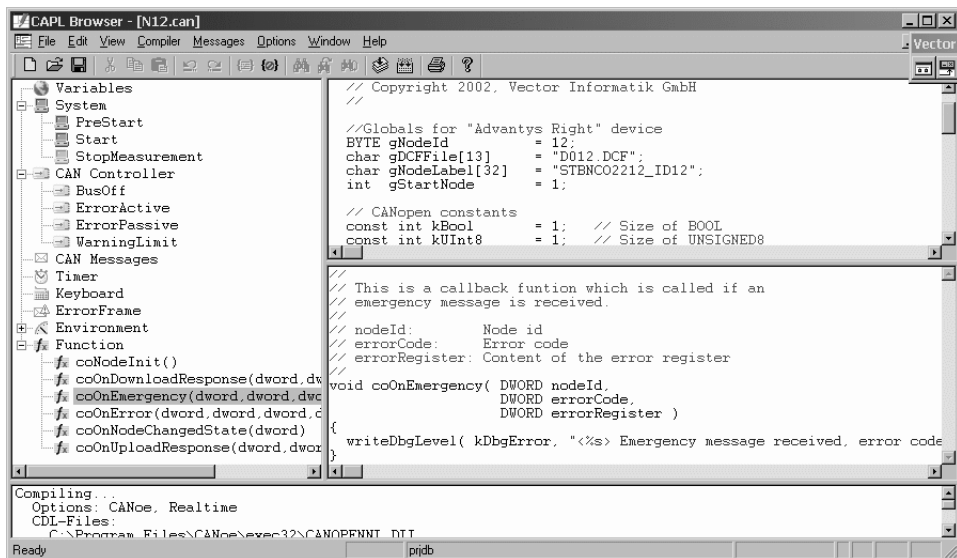 CAPL Browser - [N12.can]
File Edit View Compiler Messages Options Window Help
Vector
Variables
System
PreStart
Start
StopMeasurement
CAN Controller
BusOff
ErrorActive
ErrorPassive
WarningLimit
CAN Messages
Timer
Keyboard
ErrorFrame
Environment
Function
coNodeInit()
coOnDownloadResponse(dword,dw
coOnEmergency(dword,dword,dwo
coOnError(dword,dword,dword,d
coOnNodeChangedState(dword)
coOnUploadResponse(dword,dwor
// Copyright 2002, Vector Informatik GmbH
//
//Globals for "Advantys Right" device
BYTE gNodeId = 12;
char gDCFFile[13] = "D012.DCF";
char gNodeLabel[32] = "STBNCO2212_ID12";
int gStartNode = 1;
// CANopen constants
const int kBool = 1; // Size of BOOL
const int kUInt8 = 1; // Size of UNSIGNED8
//
// This is a callback funtion which is called if an
// emergency message is received.
//
// nodeId: Node id
// errorCode: Error code
// errorRegister: Content of the error register
//
void coOnEmergency( DWORD nodeId,
DWORD errorCode,
DWORD errorRegister )
{
writeDbgLevel( kDbgError, "<%s> Emergency message received, error code
}
Compiling...
Options: CANoe, Realtime
CDL-Files:
C:\Program Files\CANoe\exec32\CANOPENNI.DLL
Ready
prjdb